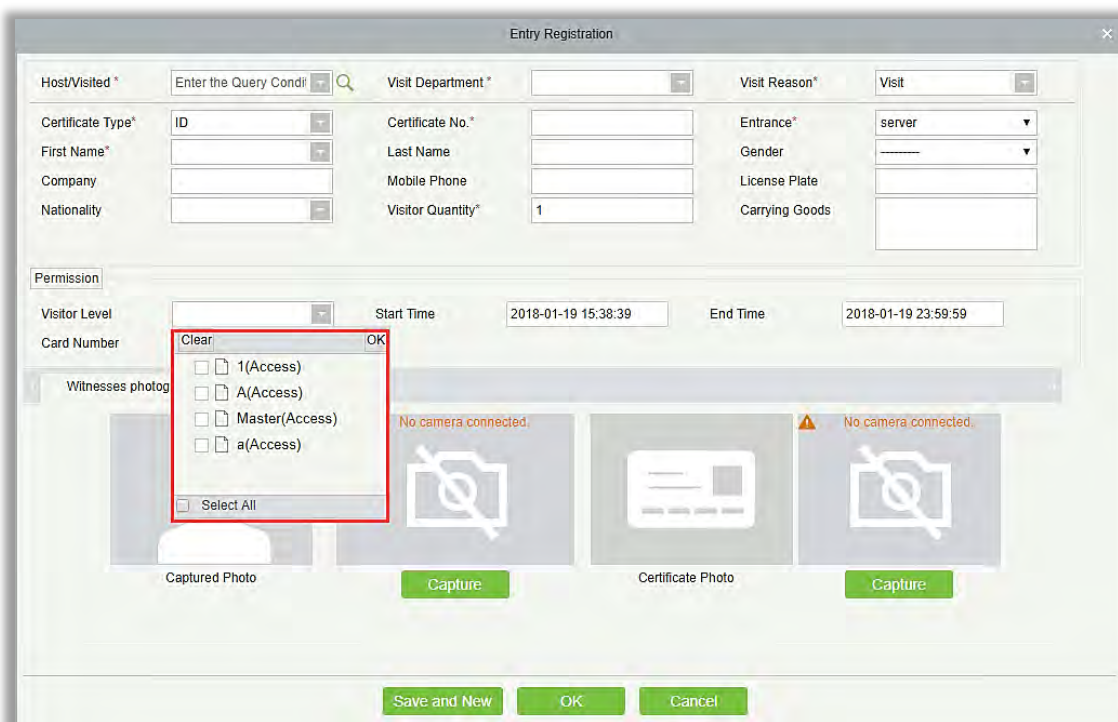 Entry Registration
Host/Visited * Enter the Query Condit Visit Department * Visit Reason* Visit
Certificate Type* ID Certificate No.* Entrance* server
First Name* Last Name Gender ---------
Company Mobile Phone License Plate
Nationality Visitor Quantity* 1 Carrying Goods
Permission
Visitor Level Start Time 2018-01-19 15:38:39 End Time 2018-01-19 23:59:59
Card Number
Clear OK
1(Access)
A(Access)
Master(Access)
a(Access)
Select All
Witnesses photog
No camera connected. No camera connected.
Captured Photo Capture Certificate Photo Capture
Save and New OK Cancel